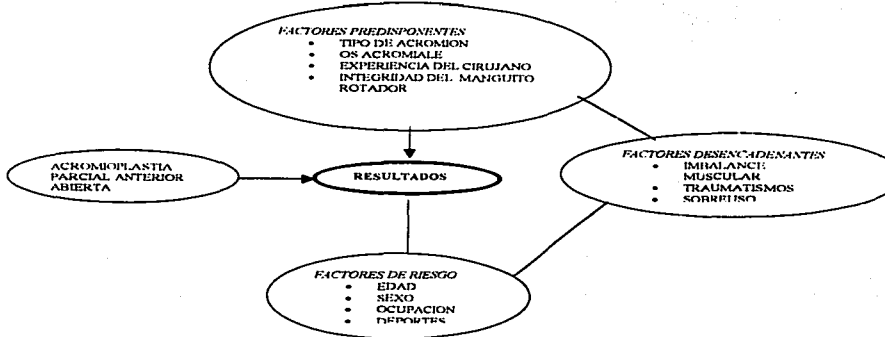 FACTORES PREDISPONENTES
• TIPO DE ACROMION
• OS ACROMIALE
• EXPERIENCIA DEL CIRUJANO
• INTEGRIDAD DEL MANGUITO
ROTADOR
ACROMIOPLASTIA
PARCIAL ANTERIOR
ABIERTA
RESULTADOS
FACTORES DESENCADENANTES
• IMBALANCE
MUSCULAR
• TRAUMATISMOS
• SOBREUSO
FACTORES DE RIESGO
• EDAD
• SEXO
• OCUPACION
• DEPORTES